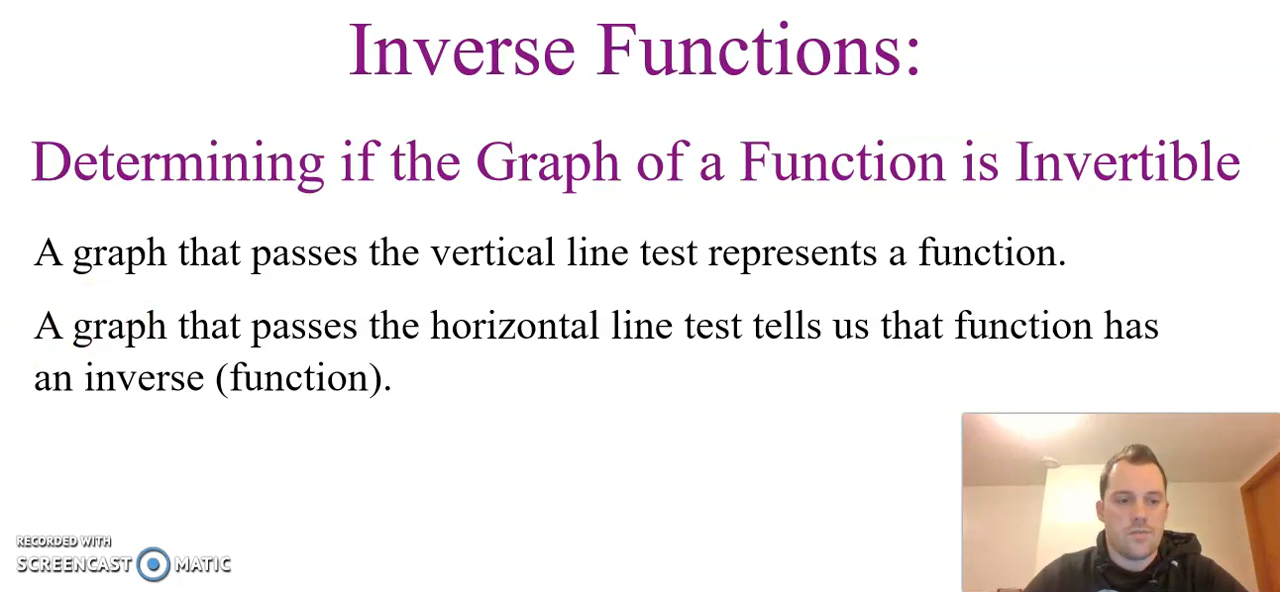 Inverse Functions:
Determining if the Graph of a Function is Invertible
A graph that passes the vertical line test represents a function.
A graph that passes the horizontal line test tells us that function has
an inverse (function).
RECORDED WITH
SCREENCAST MATIC